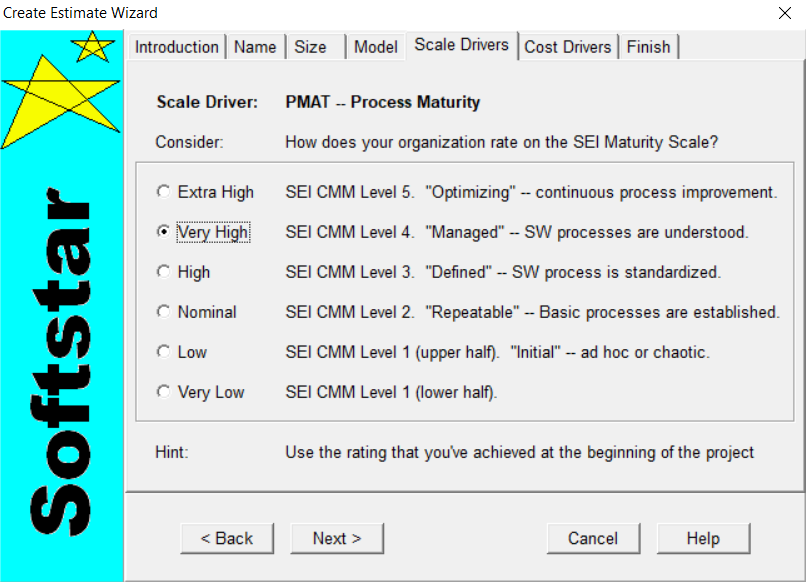 Create Estimate Wizard
Softstar
Introduction Name Size Model Scale Drivers Cost Drivers Finish
Scale Driver: PMAT -- Process Maturity
Consider: How does your organization rate on the SEI Maturity Scale?
Extra High SEI CMM Level 5. "Optimizing" -- continuous process improvement.
Very High SEI CMM Level 4. "Managed" -- SW processes are understood.
High SEI CMM Level 3. "Defined" -- SW process is standardized.
Nominal SEI CMM Level 2. "Repeatable" -- Basic processes are established.
Low SEI CMM Level 1 (upper half). "Initial" -- ad hoc or chaotic.
Very Low SEI CMM Level 1 (lower half).
Hint: Use the rating that you've achieved at the beginning of the project
< Back Next > Cancel Help